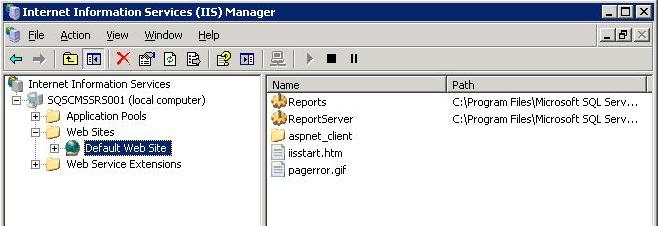 Internet Information Services (IIS) Manager
File Action View Window Help
Internet Information Services
SQSCMSSRS001 (local computer)
Application Pools
Web Sites
Default Web Site
Web Service Extensions
Name Path
Reports C:\Program Files\Microsoft SQL Serv...
ReportServer C:\Program Files\Microsoft SQL Serv...
aspnet_client
iisstart.htm
pagerror.gif